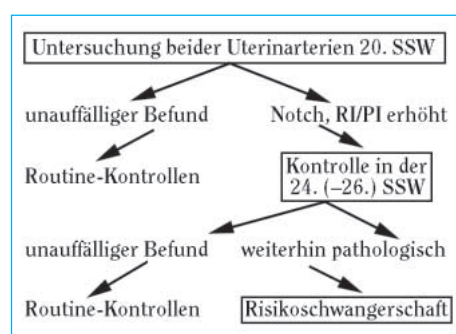 Untersuchung beider Uterinarterien 20. SSW
unauffälliger Befund
Notch, RI/PI erhöht
Routine-Kontrollen
Kontrolle in der
24. (–26.) SSW
unauffälliger Befund
weiterhin pathologisch
Routine-Kontrollen
Risikoschwangerschaft